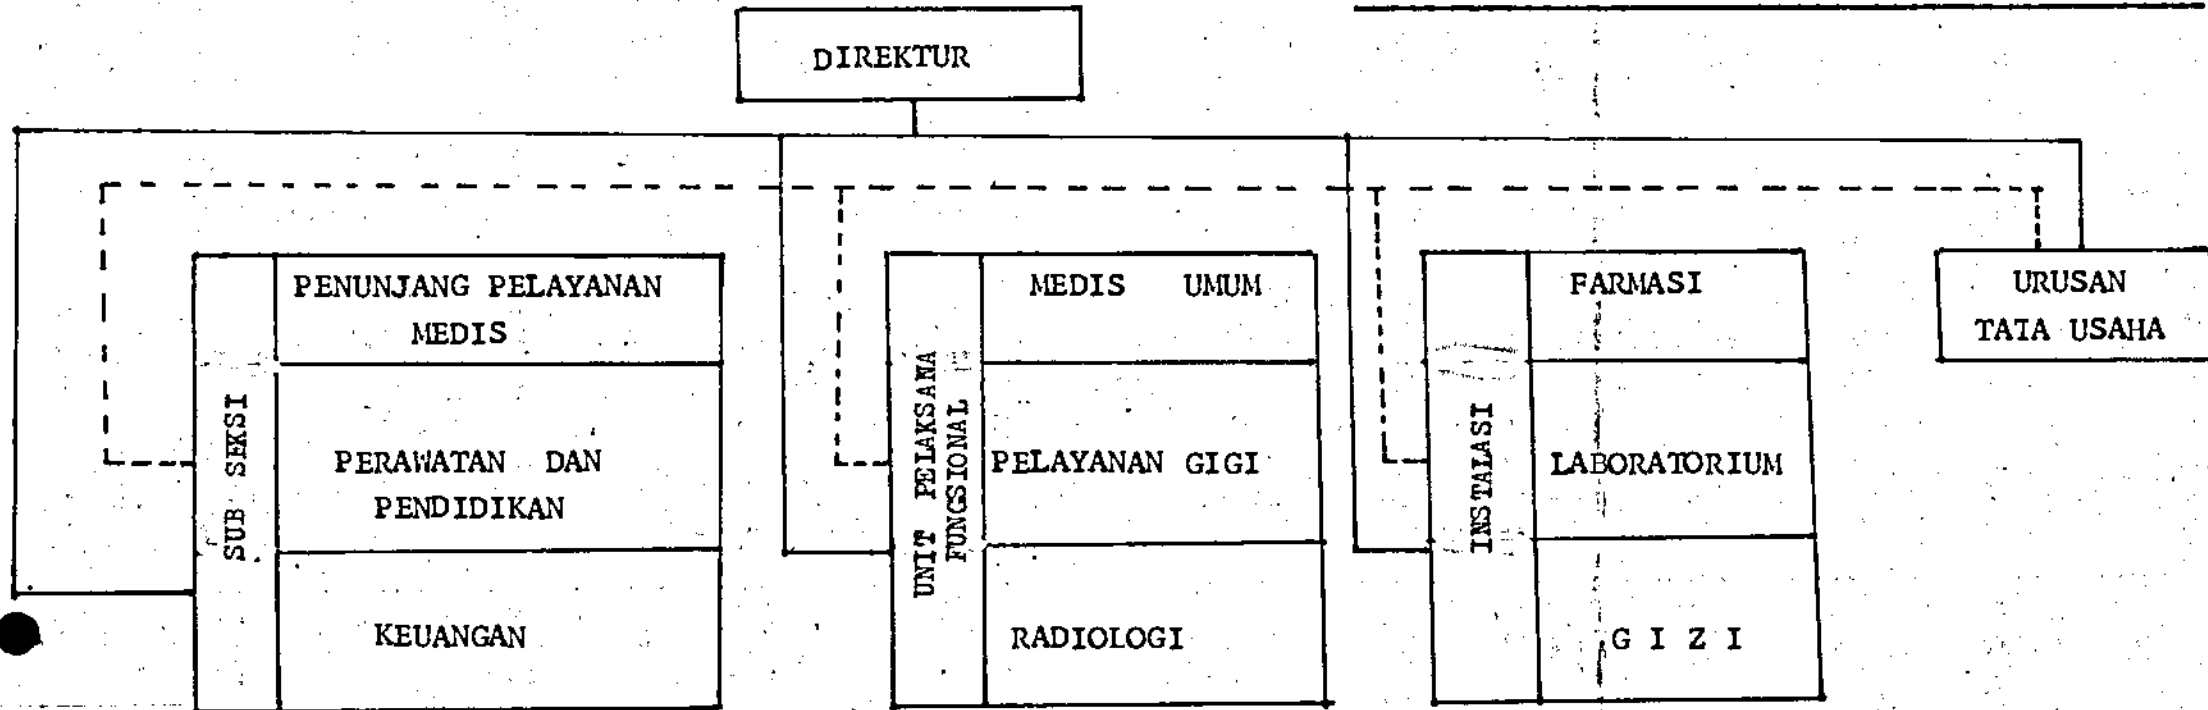 DIREKTUR
SUB SEKSI
PENUNJANG PELAYANAN
MEDIS
PERAWATAN DAN
PENDIDIKAN
KEUANGAN
UNIT PELAKSANA
FUNGSIONAL
MEDIS UMUM
PELAYANAN GIGI
RADIOLOGI
INSTALASI
FARMASI
LABORATORIUM
G I Z I
URUSAN
TATA USAHA